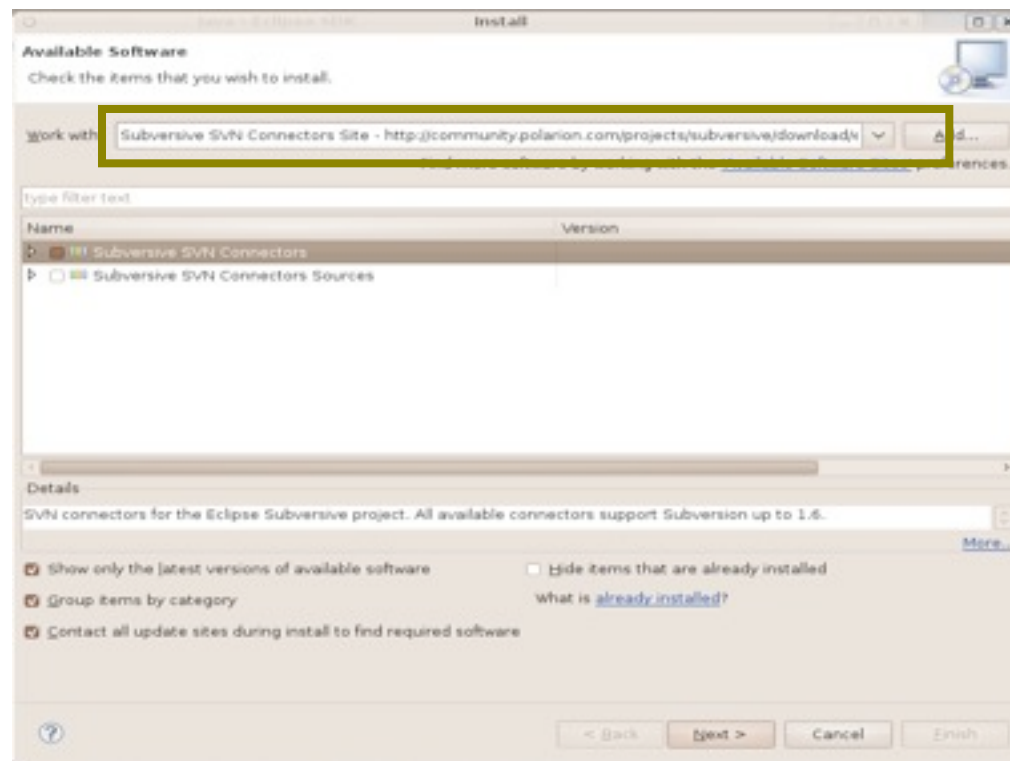 Install
Available Software
Check the items that you wish to install.
Work with
Subversive SVN Connectors Site - http://community.polarion.com/projects/subversive/download/
type filter text
Name Version
Subversive SVN Connectors
Subversive SVN Connectors Sources
Details
SVN connectors for the Eclipse Subversive project. All available connectors support Subversion up to 1.6.
More...
Show only the latest versions of available software
Hide items that are already installed
Group items by category
What is already installed?
Contact all update sites during install to find required software
< Back
Next >
Cancel
Finish